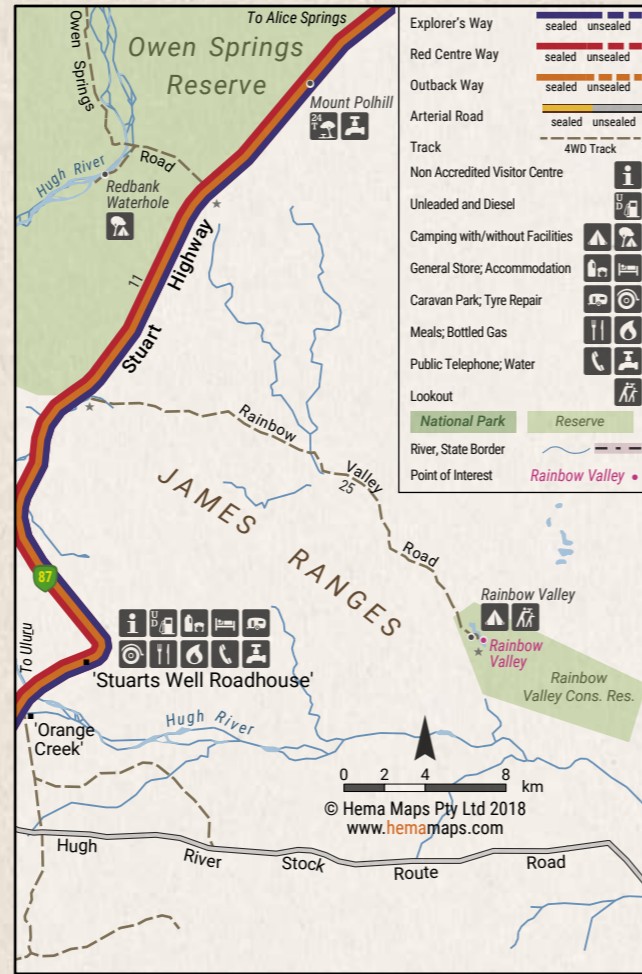 To Alice Springs
Owen Springs
Reserve
Owen Springs
Road
Mount Polhill
24
T
Hugh River
Redbank
Waterhole
11
Stuart Highway
Rainbow Valley Road
25
JAMES RANGES
87
To Uluru
U
D
'Stuarts Well Roadhouse'
'Orange
Creek'
Hugh River
Rainbow Valley
Rainbow
Valley
Rainbow
Valley Cons. Res.
0 2 4 8
km
© Hema Maps Pty Ltd 2018
www.hemamaps.com
Hugh River Stock Route Road
Explorer's Way
sealed unsealed
Red Centre Way
sealed unsealed
Outback Way
sealed unsealed
Arterial Road
sealed unsealed
Track
4WD Track
Non Accredited Visitor Centre
Unleaded and Diesel
U
D
Camping with/without Facilities
General Store; Accommodation
Caravan Park; Tyre Repair
Meals; Bottled Gas
Public Telephone; Water
Lookout
National Park Reserve
River, State Border
Point of Interest Rainbow Valley